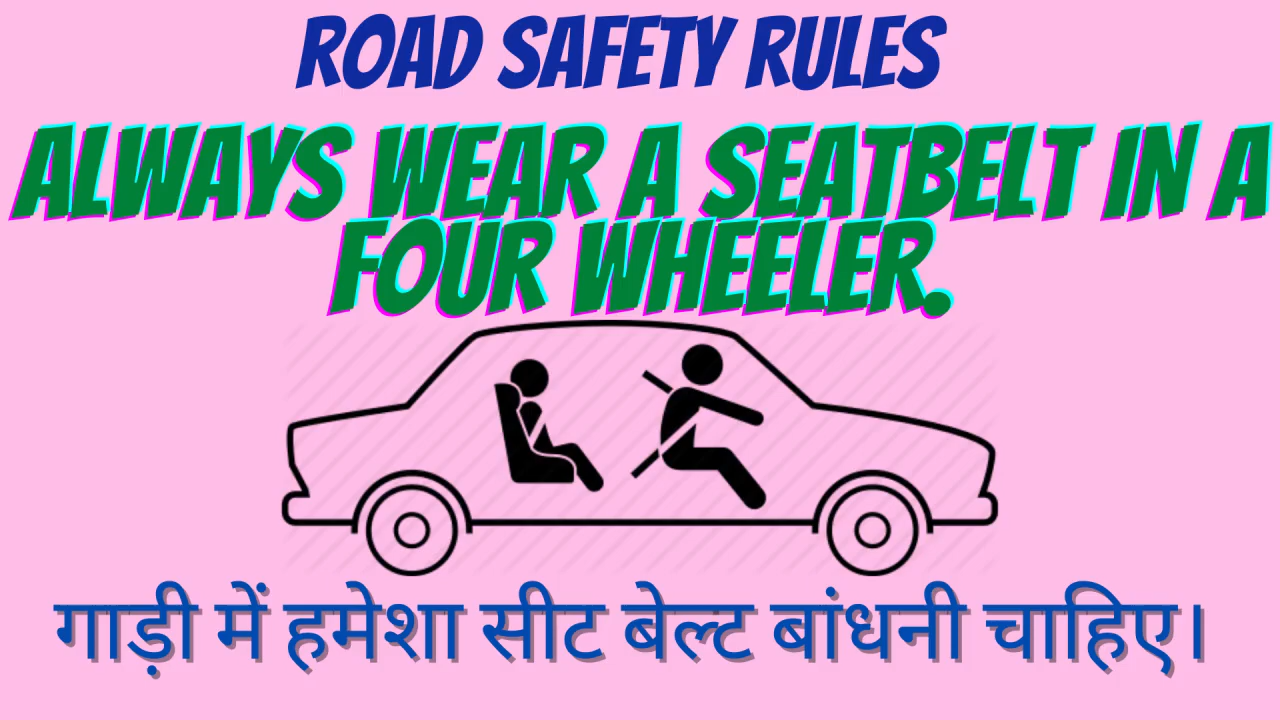 ROAD SAFETY RULES
ALWAYS WEAR A SEATBELT IN A
FOUR WHEELER.
गाड़ी में हमेशा सीट बेल्ट बांधनी चाहिए।